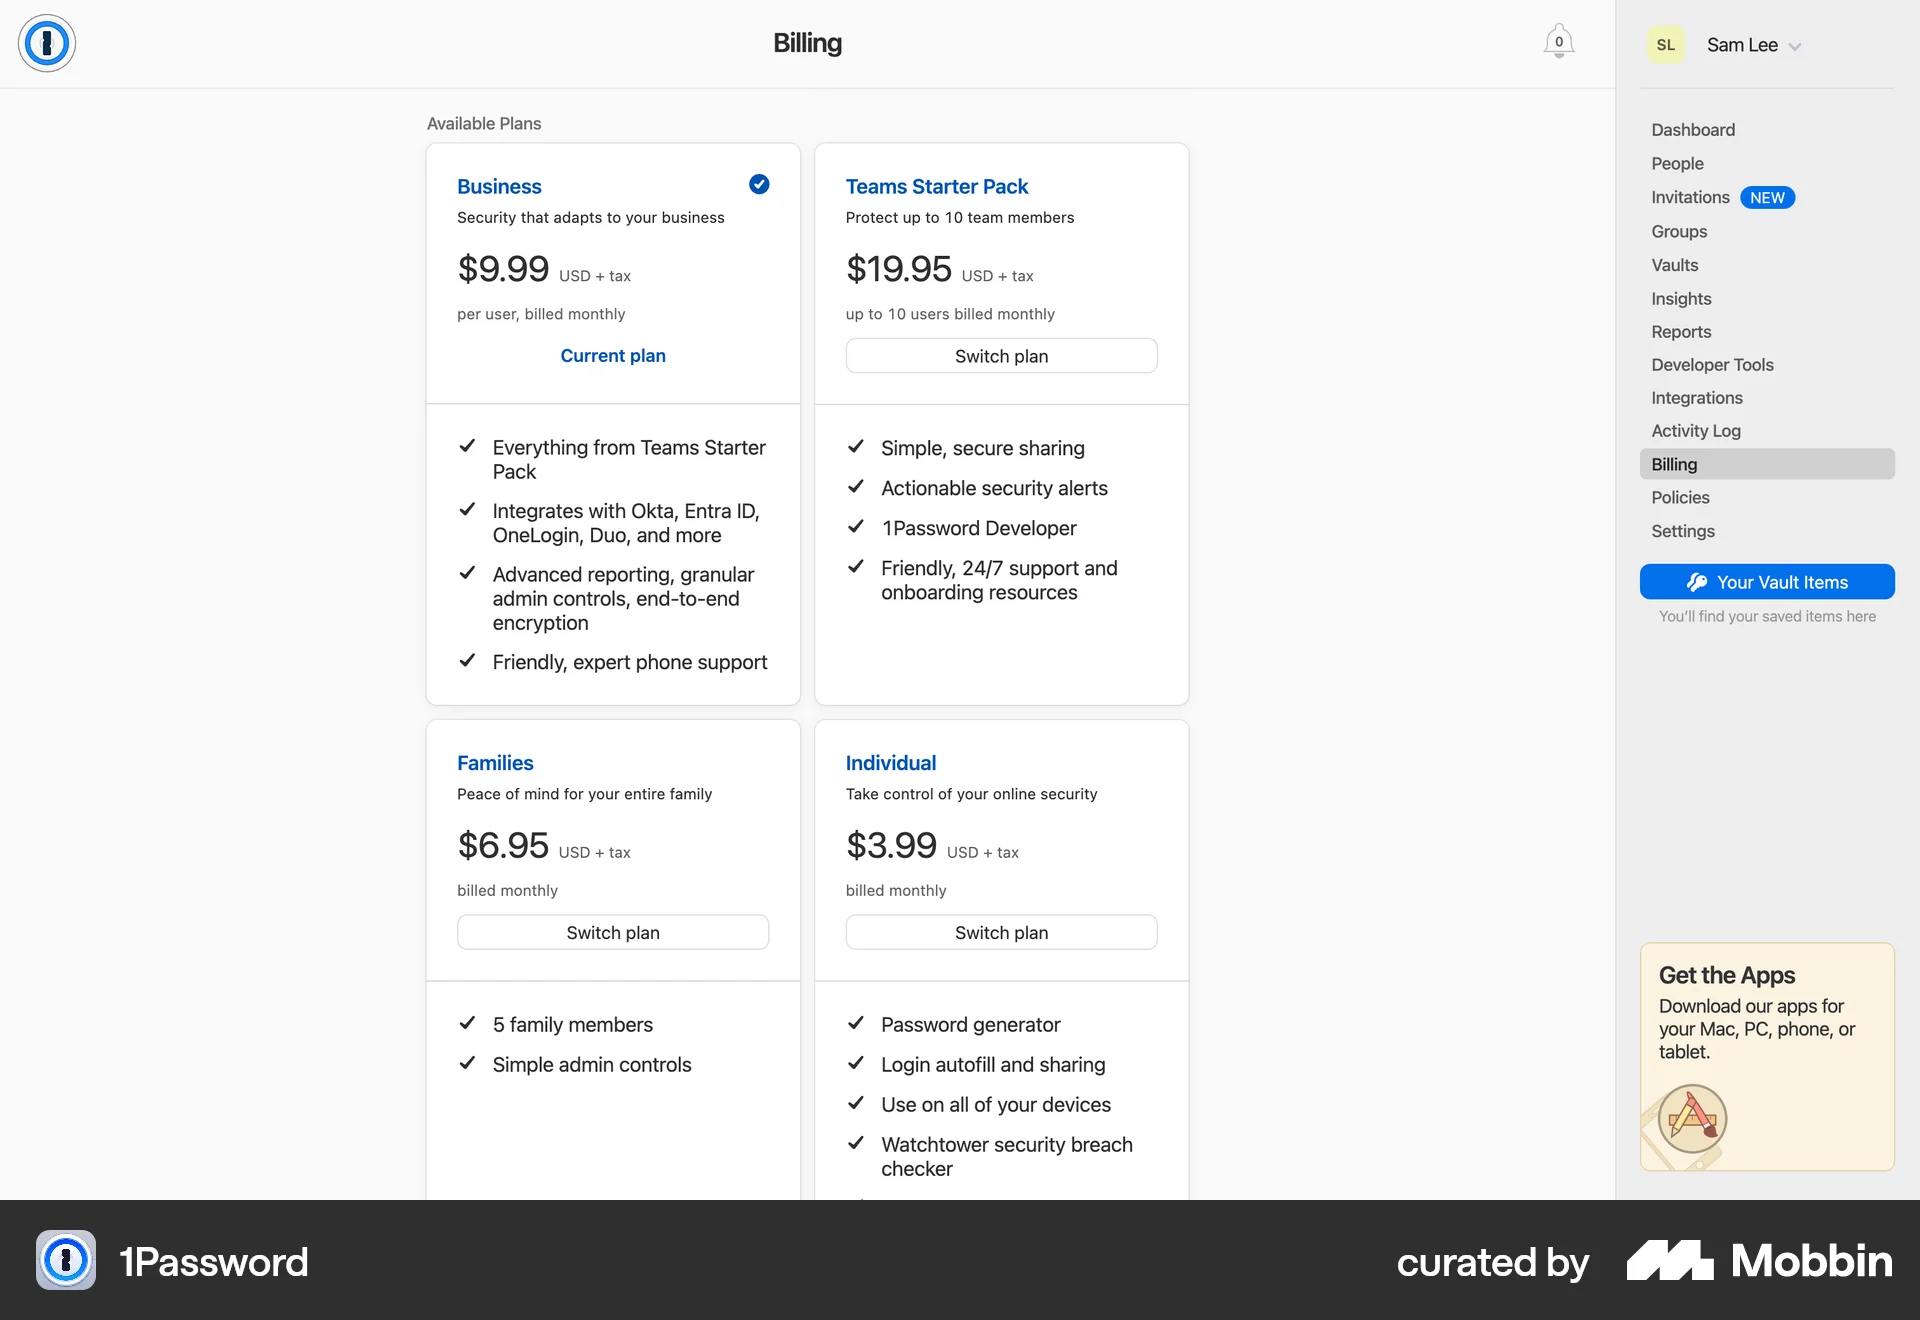 Billing
0
SL
Sam Lee
Available Plans
Business
Security that adapts to your business
$9.99 USD + tax
per user, billed monthly
Current plan
Everything from Teams Starter
Pack
Integrates with Okta, Entra ID,
OneLogin, Duo, and more
Advanced reporting, granular
admin controls, end-to-end
encryption
Friendly, expert phone support
Teams Starter Pack
Protect up to 10 team members
$19.95 USD + tax
up to 10 users billed monthly
Switch plan
Simple, secure sharing
Actionable security alerts
1Password Developer
Friendly, 24/7 support and
onboarding resources
Families
Peace of mind for your entire family
$6.95 USD + tax
billed monthly
Switch plan
5 family members
Simple admin controls
Individual
Take control of your online security
$3.99 USD + tax
billed monthly
Switch plan
Password generator
Login autofill and sharing
Use on all of your devices
Watchtower security breach
checker
Dashboard
People
Invitations NEW
Groups
Vaults
Insights
Reports
Developer Tools
Integrations
Activity Log
Billing
Policies
Settings
Your Vault Items
You'll find your saved items here
Get the Apps
Download our apps for
your Mac, PC, phone, or
tablet.
1Password
curated by
Mobbin